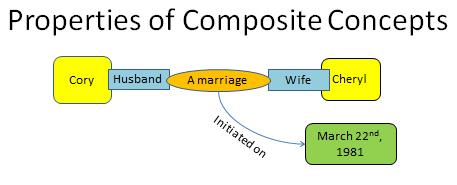 Properties of Composite Concepts
Cory
Husband
A marriage
Wife
Cheryl
Initiated on
March 22nd,
1981